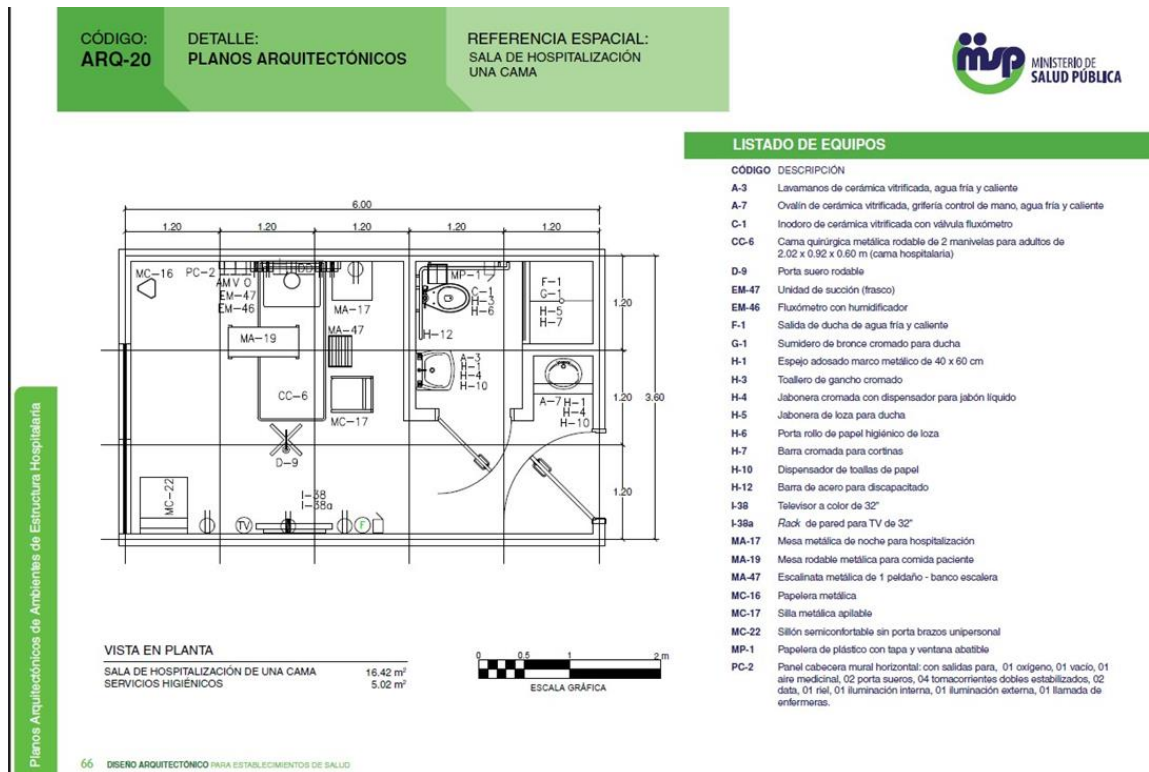 CÓDIGO:
ARQ-20
DETALLE:
PLANOS ARQUITECTÓNICOS
REFERENCIA ESPACIAL:
SALA DE HOSPITALIZACIÓN
UNA CAMA
msp
MINISTERIO DE
SALUD PÚBLICA
LISTADO DE EQUIPOS
CÓDIGO DESCRIPCIÓN
A-3 Lavamanos de cerámica vitrificada, agua fría y caliente
A-7 Ovalín de cerámica vitrificada, grifería control de mano, agua fría y caliente
C-1 Inodoro de cerámica vitrificada con válvula fluxómetro
CC-6 Cama quirúrgica metálica rodable de 2 manivelas para adultos de
2.02 x 0.92 x 0.60 m (cama hospitalaria)
D-9 Porta suero rodable
EM-47 Unidad de succión (frasco)
EM-46 Fluxómetro con humidificador
F-1 Salida de ducha de agua fría y caliente
G-1 Sumidero de bronce cromado para ducha
H-1 Espejo adosado marco metálico de 40 x 60 cm
H-3 Toallero de gancho cromado
H-4 Jabonera cromada con dispensador para jabón líquido
H-5 Jabonera de loza para ducha
H-6 Porta rollo de papel higiénico de loza
H-7 Barra cromada para cortinas
H-10 Dispensador de toallas de papel
H-12 Barra de acero para discapacitado
I-38 Televisor a color de 32"
I-38a Rack de pared para TV de 32"
MA-17 Mesa metálica de noche para hospitalización
MA-19 Mesa rodable metálica para comida paciente
MA-47 Escalinata metálica de 1 peldaño - banco escalera
MC-16 Papelera metálica
MC-17 Silla metálica apilable
MC-22 Sillón semiconfortable sin porta brazos unipersonal
MP-1 Papelera de plástico con tapa y ventana abatible
PC-2 Panel cabecera mural horizontal: con salidas para, 01 oxígeno, 01 vacío, 01
aire medicinal, 02 porta sueros, 04 tomacorrientes dobles estabilizados, 02
data, 01 riel, 01 iluminación interna, 01 iluminación externa, 01 llamada de
enfermeras.
6.00
1.20 1.20 1.20 1.20 1.20
MC-16
PC-2
AMVO
EM-47
EM-46
MA-17
MA-19
MA-47
CC-6
MC-17
D-9
MC-22
I-38
I-38a
TV
F
MP-1
C-1
H-3
H-6
H-12
A-3
H-1
H-4
H-10
F-1
G-1
H-5
H-7
A-7 H-1
H-4
H-10
1.20
1.20
1.20
3.60
VISTA EN PLANTA
SALA DE HOSPITALIZACIÓN DE UNA CAMA 16.42 m²
SERVICIOS HIGIÉNICOS 5.02 m²
0 0.5 1 2 m
ESCALA GRÁFICA
Planos Arquitectónicos de Ambientes de Estructura Hospitalaria
66 DISEÑO ARQUITECTÓNICO PARA ESTABLECIMIENTOS DE SALUD